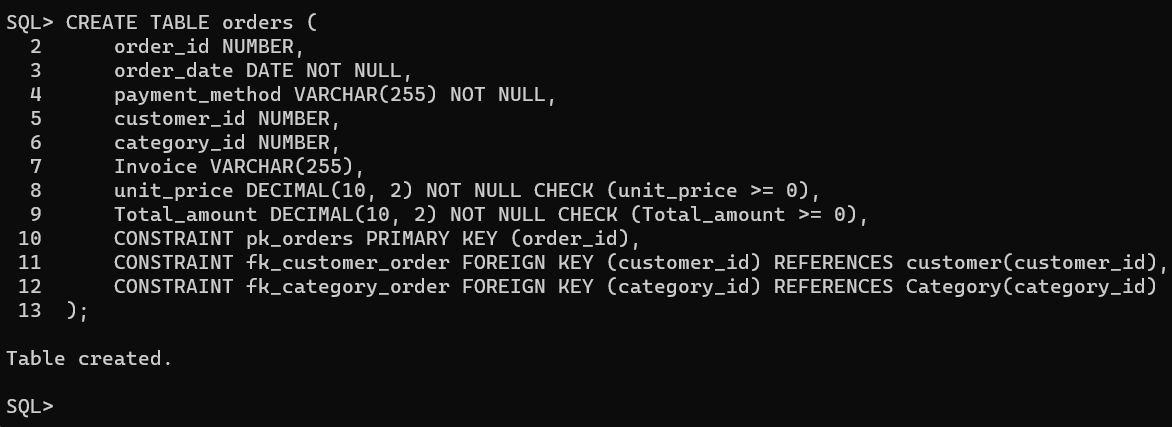 SQL> CREATE TABLE orders (
  2      order_id NUMBER,
  3      order_date DATE NOT NULL,
  4      payment_method VARCHAR(255) NOT NULL,
  5      customer_id NUMBER,
  6      category_id NUMBER,
  7      Invoice VARCHAR(255),
  8      unit_price DECIMAL(10, 2) NOT NULL CHECK (unit_price >= 0),
  9      Total_amount DECIMAL(10, 2) NOT NULL CHECK (Total_amount >= 0),
 10      CONSTRAINT pk_orders PRIMARY KEY (order_id),
 11      CONSTRAINT fk_customer_order FOREIGN KEY (customer_id) REFERENCES customer(customer_id),
 12      CONSTRAINT fk_category_order FOREIGN KEY (category_id) REFERENCES Category(category_id)
 13  );
Table created.
SQL>